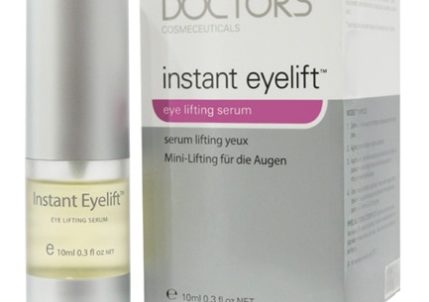 DOCTORS
COSMECEUTICALS
instant eyelift™
eye lifting serum
serum lifting yeux
Mini-Lifting für die Augen
℮ 10ml 0.3 fl oz NET
Instant Eyelift™
EYE LIFTING SERUM
℮ 10ml 0.3 fl oz NET